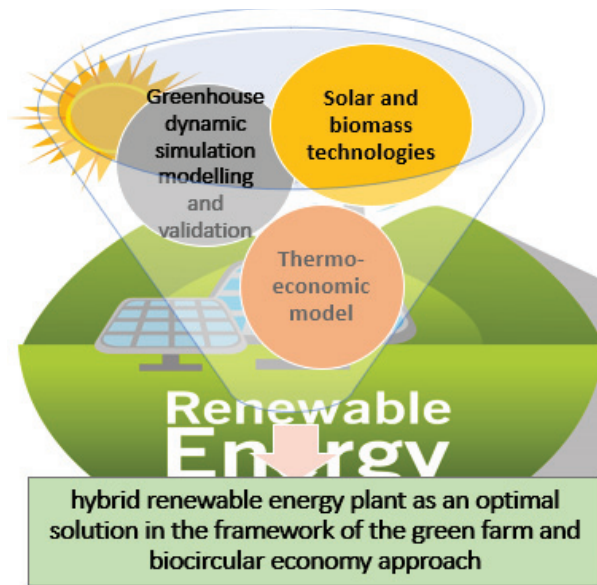 Greenhouse
dynamic
simulation
modelling
and
validation
Solar and
biomass
technologies
Thermo-
economic
model
Renewable
Energy
hybrid renewable energy plant as an optimal
solution in the framework of the green farm and
biocircular economy approach